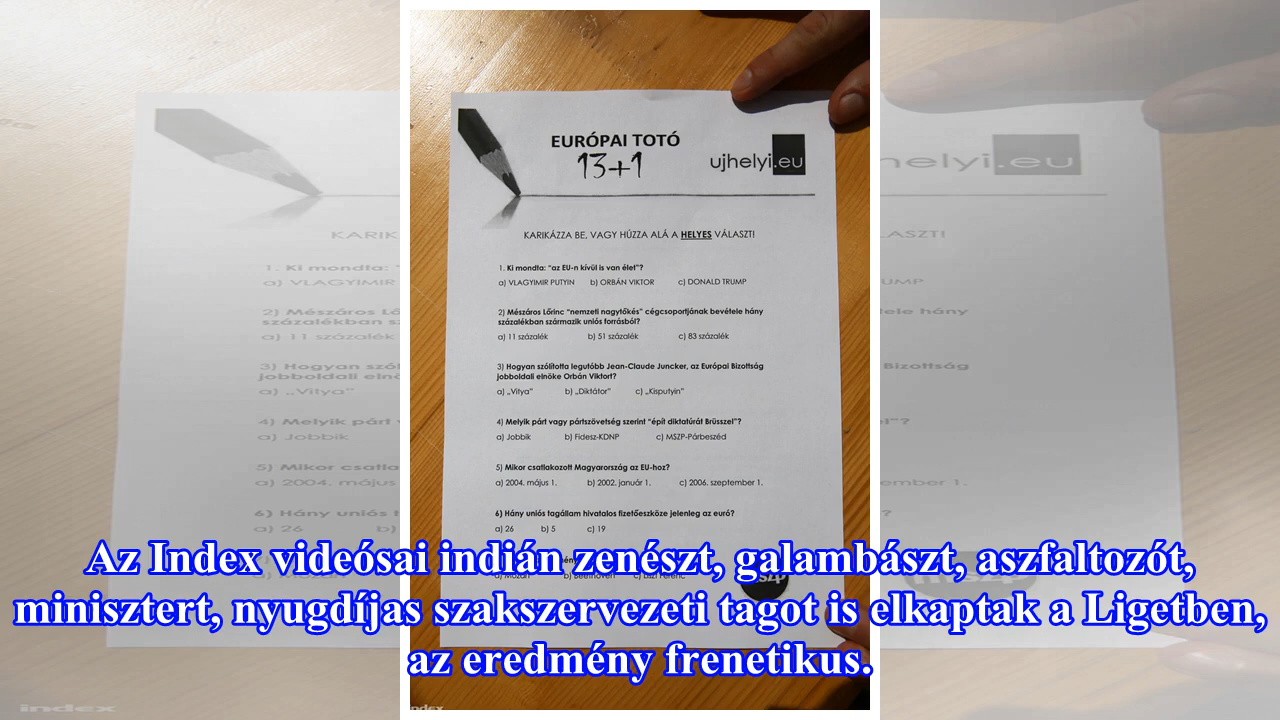 EURÓPAI TOTÓ
13+1
ujhelyi.eu
KARIKÁZZA BE, VAGY HÚZZA ALÁ A HELYES VÁLASZT!
1. Ki mondta: "az EU-n kívül is van élet"?
a) VLAGYIMIR PUTYIN b) ORBÁN VIKTOR c) DONALD TRUMP
2) Mészáros Lőrinc "nemzeti nagytőkés" cégcsoportjának bevétele hány
százalékban származik uniós forrásból?
a) 11 százalék b) 51 százalék c) 83 százalék
3) Hogyan szólította legutóbb Jean-Claude Juncker, az Európai Bizottság
jobboldali elnöke Orbán Viktort?
a) „Vitya" b) „Diktátor" c) „Kisputyin"
4) Melyik párt vagy pártszövetség szerint "épít diktatúrát Brüsszel"?
a) Jobbik b) Fidesz-KDNP c) MSZP-Párbeszéd
5) Mikor csatlakozott Magyarország az EU-hoz?
a) 2004. május 1. b) 2002. január 1. c) 2006. szeptember 1.
6) Hány uniós tagállam hivatalos fizetőeszköze jelenleg az euró?
a) 26 b) 5 c) 19
Az Index videósai indián zenészt, galambászt, aszfaltozót,
minisztert, nyugdíjas szakszervezeti tagot is elkaptak a Ligetben,
az eredmény frenetikus.
index